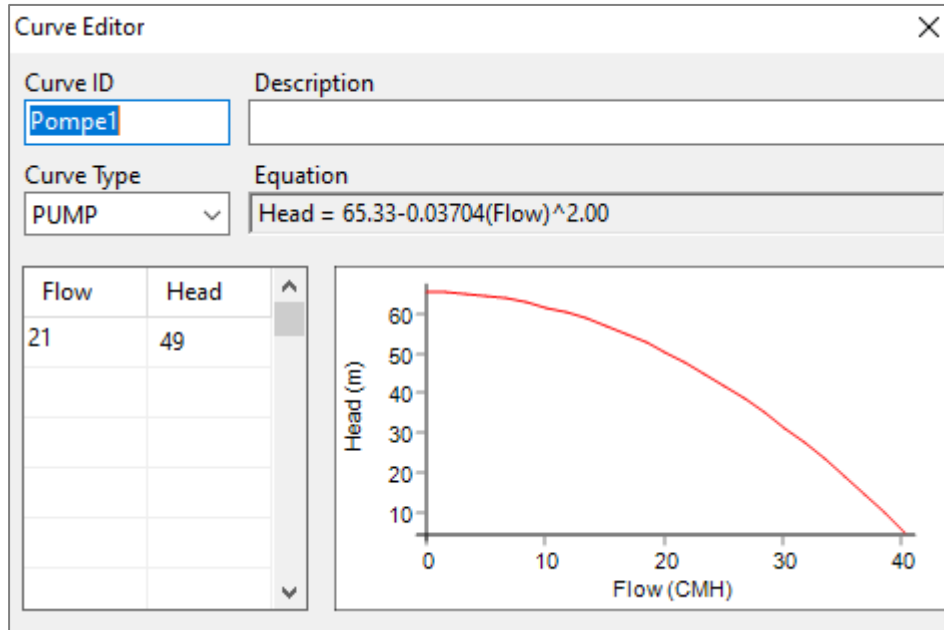 Curve Editor
Curve ID Description
Pompe1
Curve Type Equation
PUMP Head = 65.33-0.03704(Flow)^2.00
Flow Head
21 49
Head (m)
60
50
40
30
20
10
0 10 20 30 40
Flow (CMH)